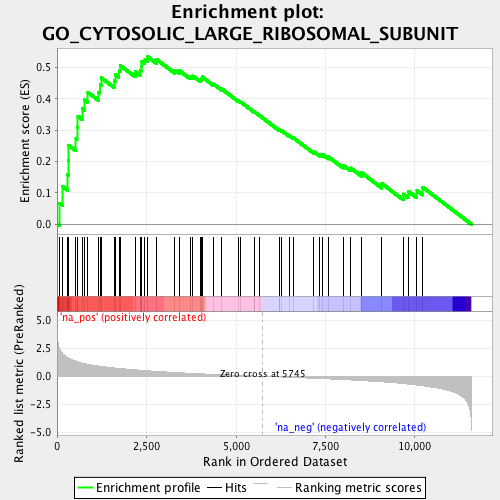 Enrichment plot:
GO_CYTOSOLIC_LARGE_RIBOSOMAL_SUBUNIT
Enrichment score (ES)
0.5
0.4
0.3
0.2
0.1
0.0
Ranked list metric (PreRanked)
5.0
2.5
0.0
-2.5
-5.0
'na_pos' (positively correlated)
Zero cross at 5745
'na_neg' (negatively correlated)
0
2,500
5,000
7,500
10,000
Rank in Ordered Dataset
Enrichment profile
Hits
Ranking metric scores